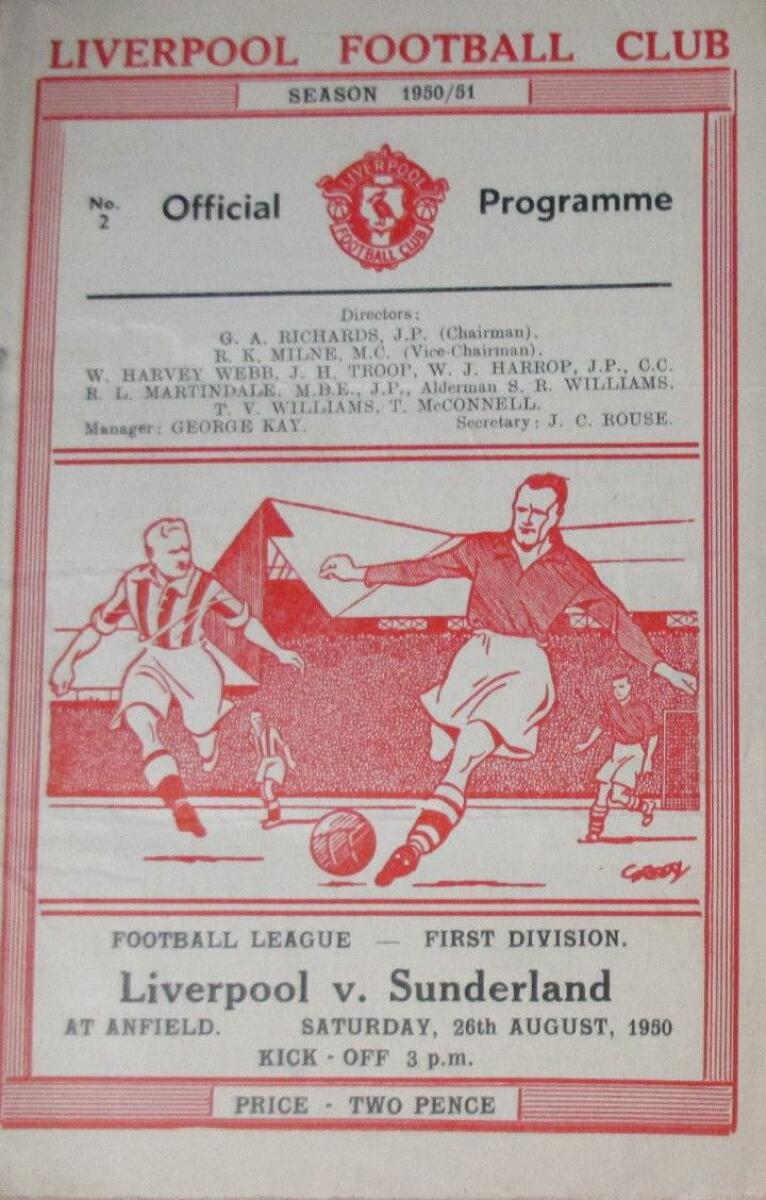 LIVERPOOL FOOTBALL CLUB
SEASON 1950/51
No. 2 Official Programme
LIVERPOOL
FOOTBALL CLUB
Directors:
G. A. RICHARDS, J.P. (Chairman).
R. K. MILNE, M.C. (Vice-Chairman).
W. HARVEY WEBB, J. H. TROOP, W. J. HARROP, J.P., C.C.
R. L. MARTINDALE, M.B.E., J.P., Alderman S. R. WILLIAMS,
T. V. WILLIAMS, T. McCONNELL.
Manager: GEORGE KAY. Secretary: J. C. ROUSE.
FOOTBALL LEAGUE — FIRST DIVISION.
Liverpool v. Sunderland
AT ANFIELD. SATURDAY, 26th AUGUST, 1950
KICK - OFF 3 p.m.
PRICE - TWO PENCE